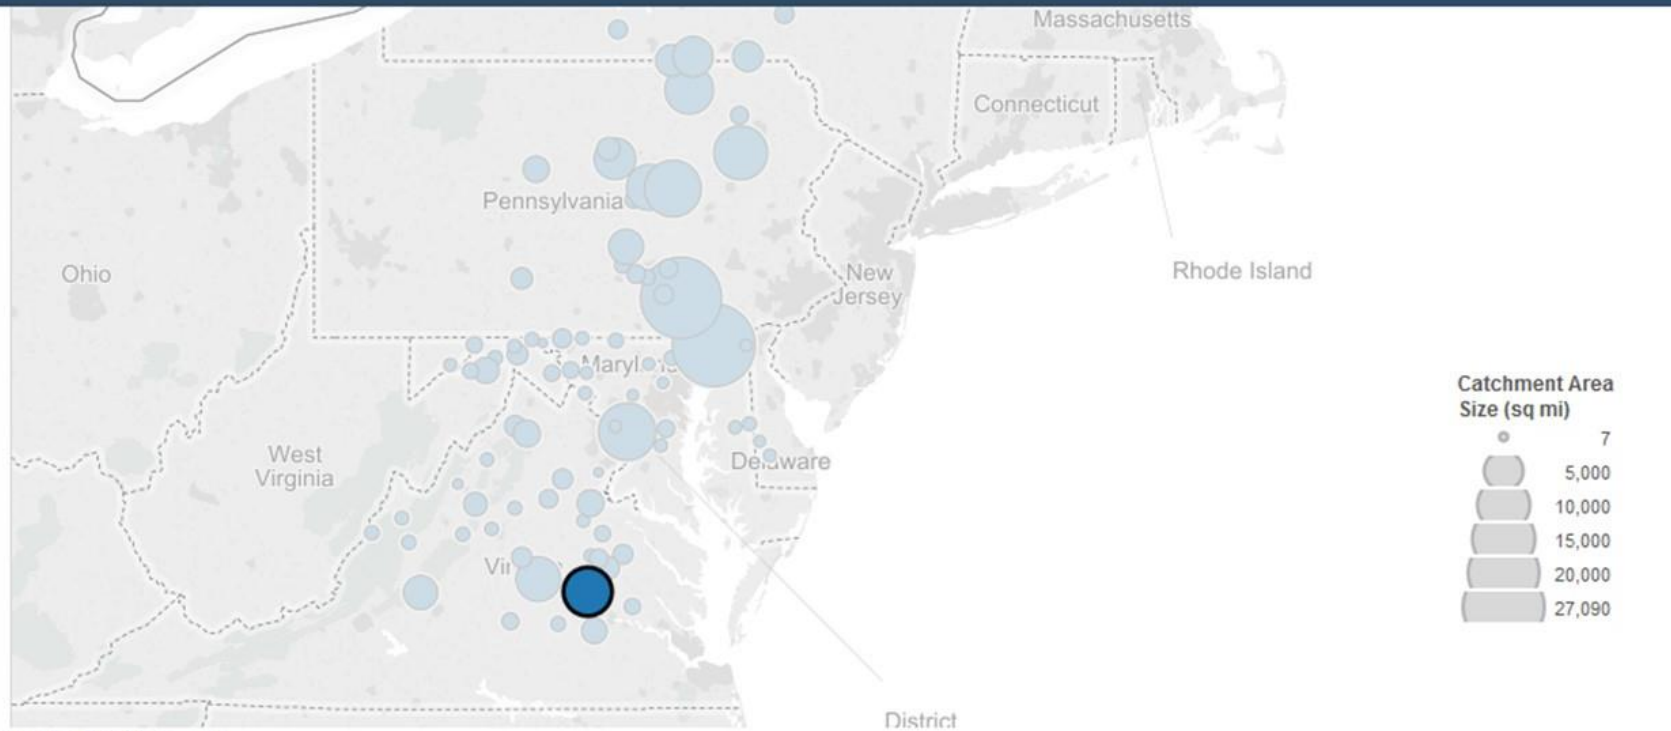 Massachusetts
Connecticut
Pennsylvania
Rhode Island
Ohio
New
Jersey
West
Virginia
Delaware
District
Catchment Area
Size (sq mi)
7
5,000
10,000
15,000
20,000
27,090